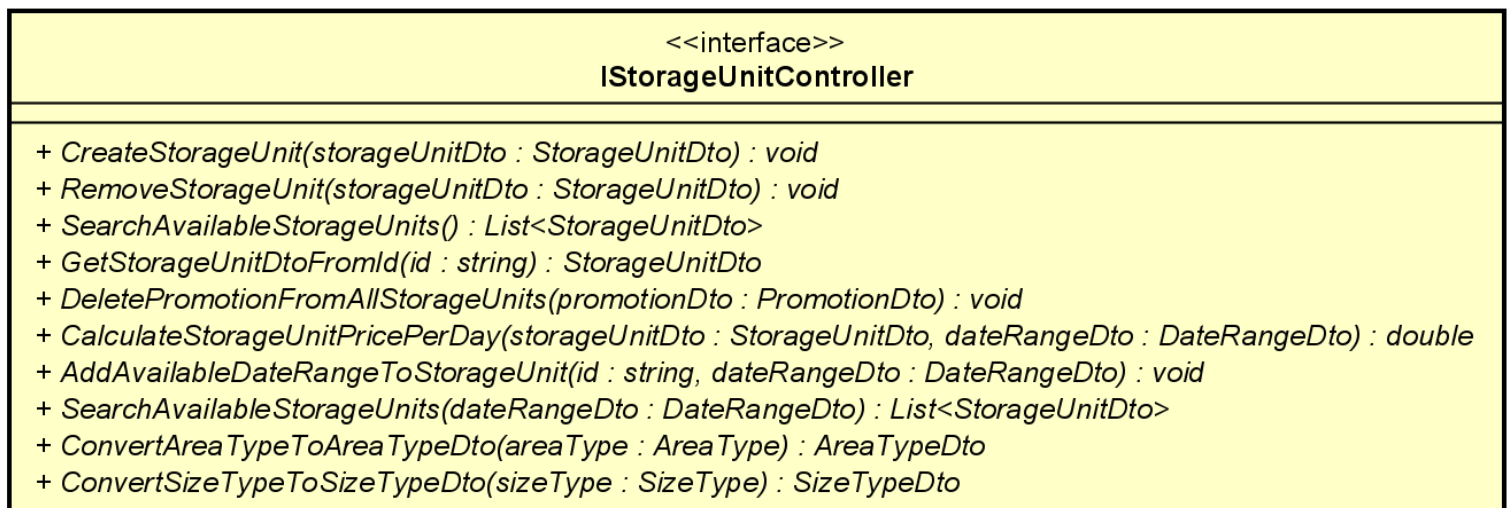 <<interface>>
IStorageUnitController
+ CreateStorageUnit(storageUnitDto : StorageUnitDto) : void
+ RemoveStorageUnit(storageUnitDto : StorageUnitDto) : void
+ SearchAvailableStorageUnits() : List<StorageUnitDto>
+ GetStorageUnitDtoFromId(id : string) : StorageUnitDto
+ DeletePromotionFromAllStorageUnits(promotionDto : PromotionDto) : void
+ CalculateStorageUnitPricePerDay(storageUnitDto : StorageUnitDto, dateRangeDto : DateRangeDto) : double
+ AddAvailableDateRangeToStorageUnit(id : string, dateRangeDto : DateRangeDto) : void
+ SearchAvailableStorageUnits(dateRangeDto : DateRangeDto) : List<StorageUnitDto>
+ ConvertAreaTypeToAreaTypeDto(areaType : AreaType) : AreaTypeDto
+ ConvertSizeTypeToSizeTypeDto(sizeType : SizeType) : SizeTypeDto